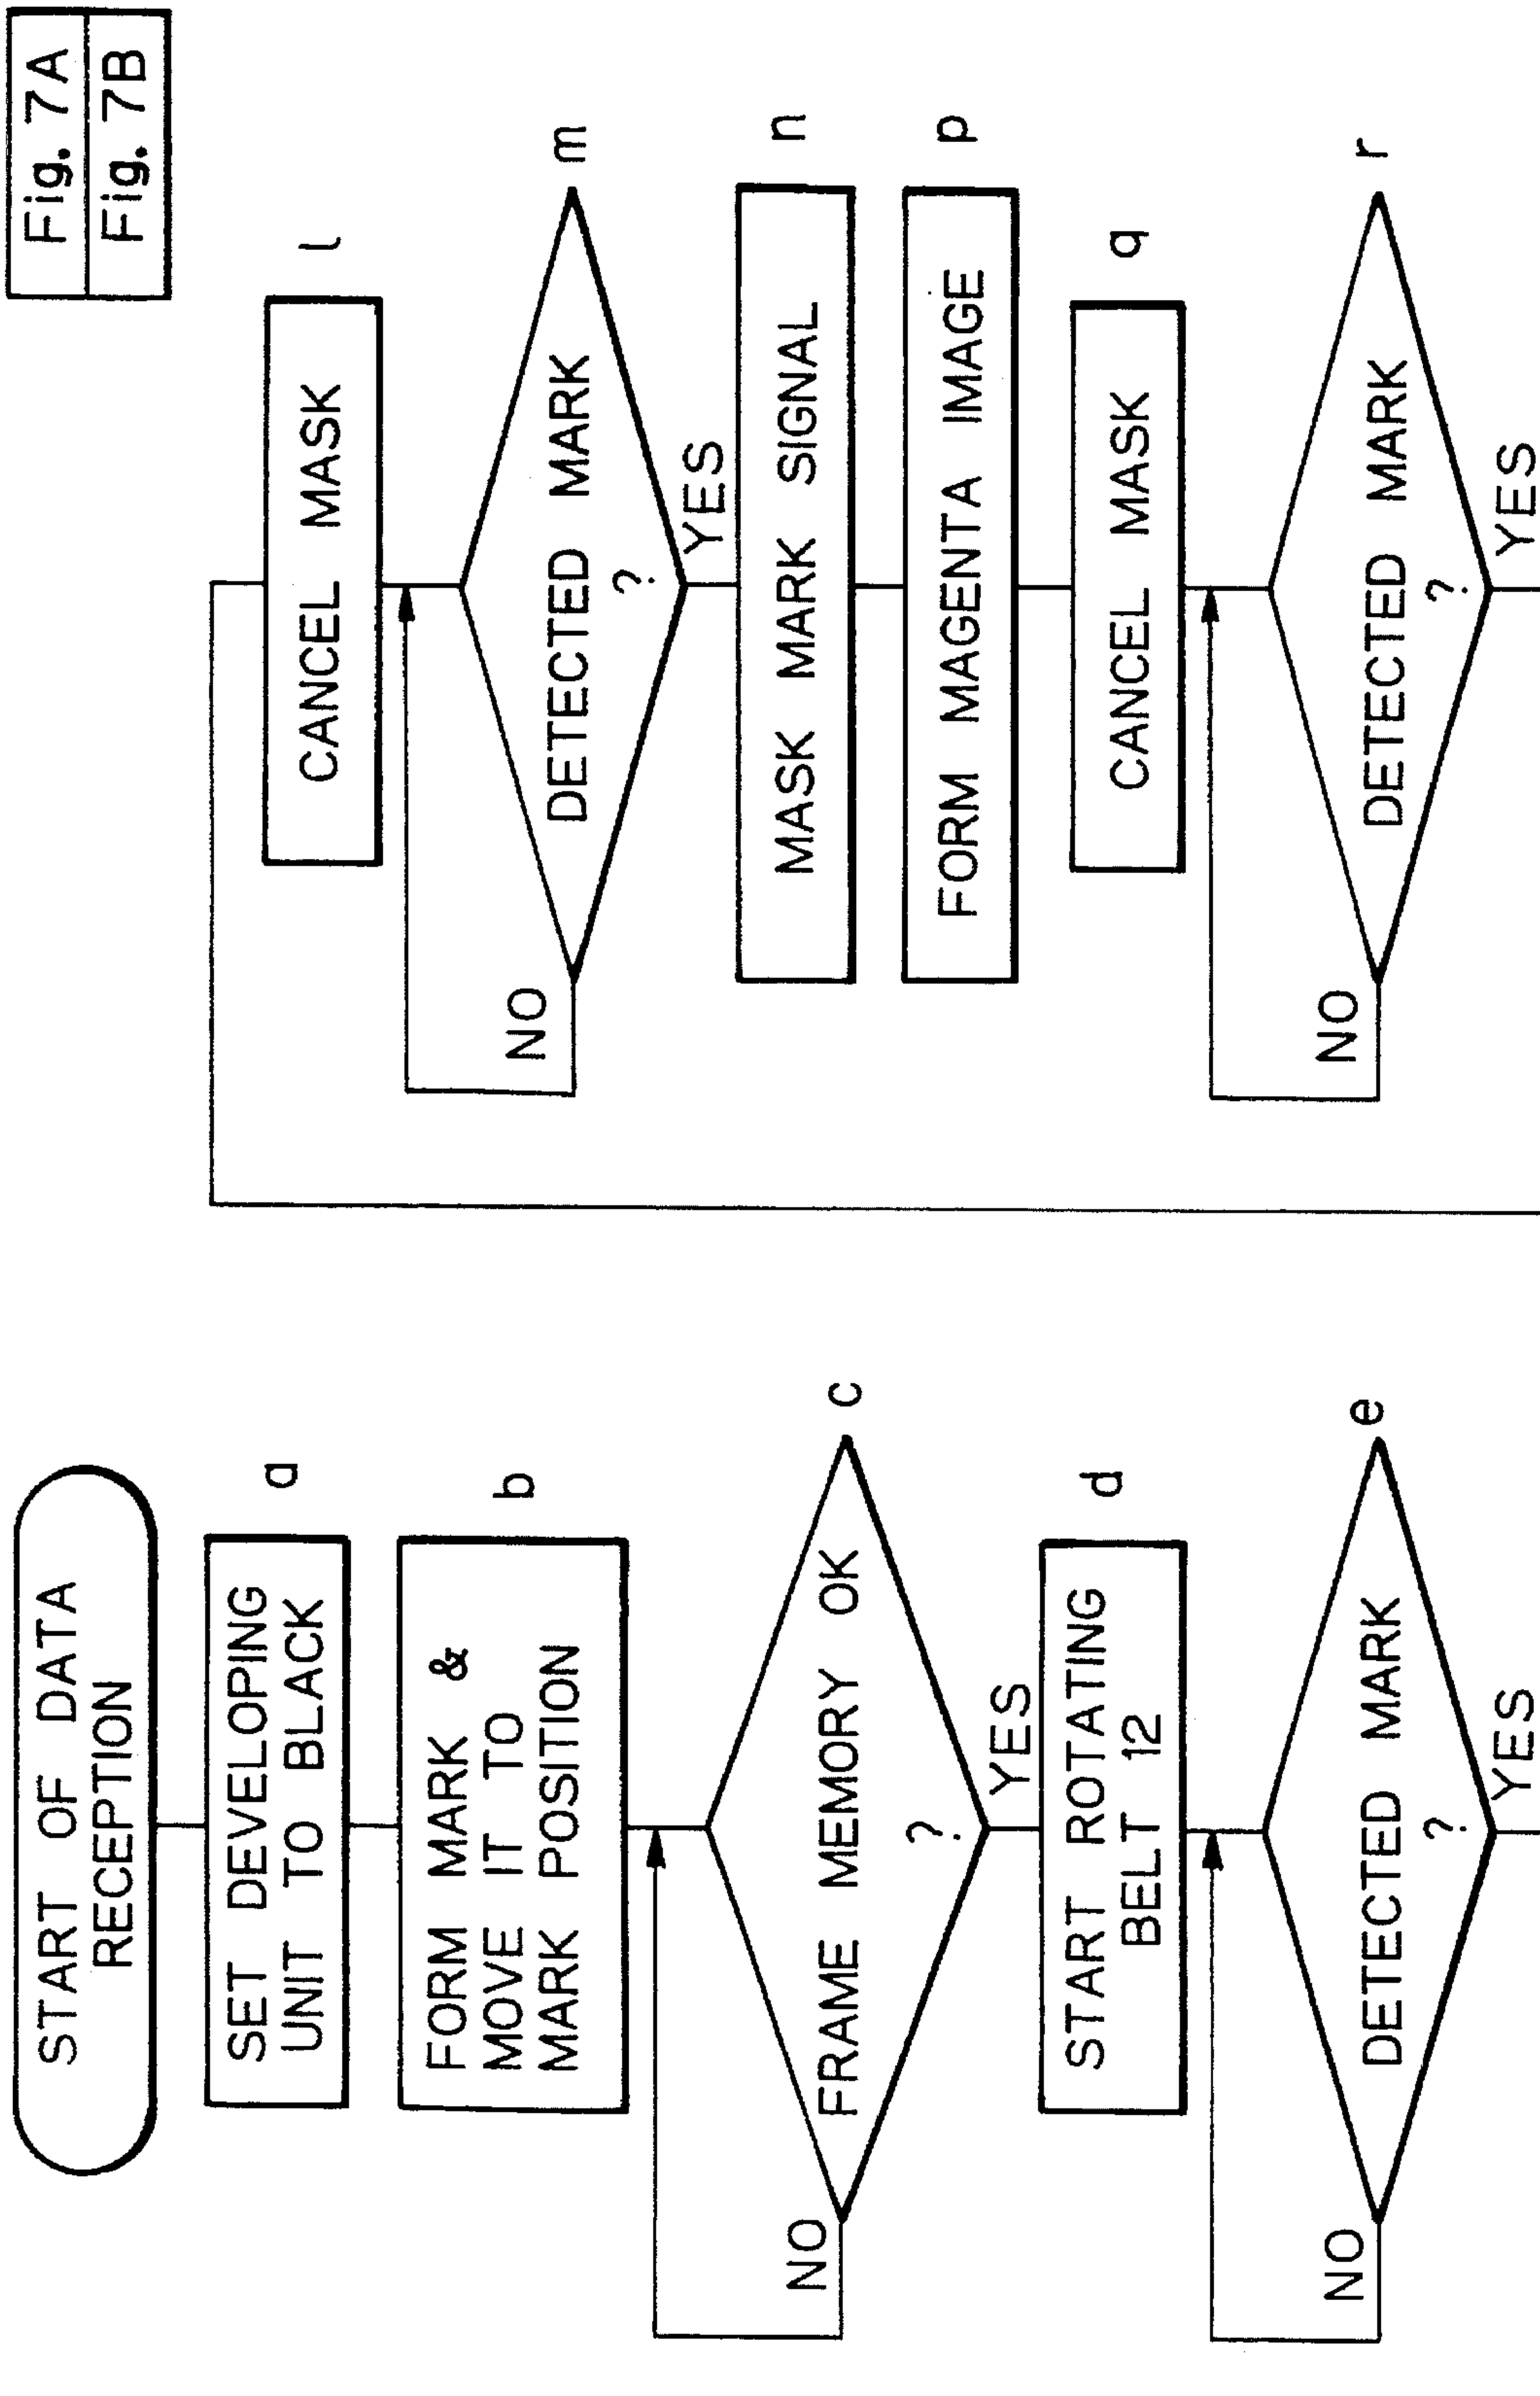 START OF DATA
RECEPTION
SET DEVELOPING
UNIT TO BLACK
a
FORM MARK &
MOVE IT TO
MARK POSITION
b
FRAME MEMORY OK
?
c
NO
YES
START ROTATING
BELT 12
d
DETECTED MARK
?
e
NO
YES
Fig. 7A
Fig. 7B
CANCEL MASK
l
DETECTED MARK
?
m
NO
YES
MASK MARK SIGNAL
n
FORM MAGENTA IMAGE
p
CANCEL MASK
q
DETECTED MARK
?
r
NO
YES